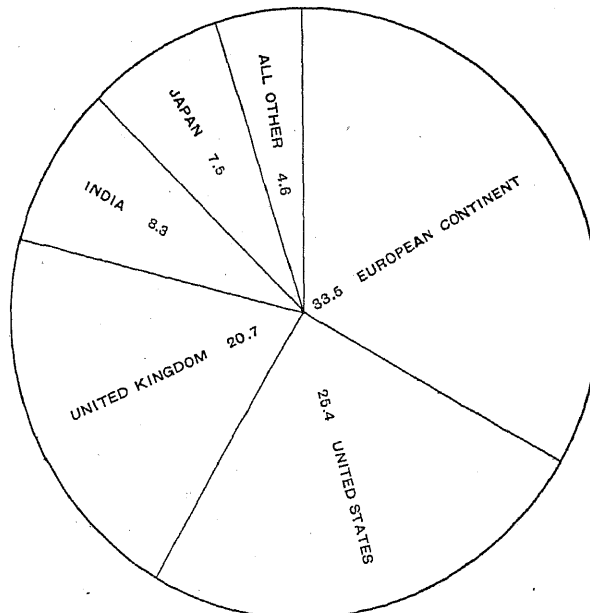 ALL OTHER 4.6
JAPAN 7.5
INDIA 8.3
33.5 EUROPEAN CONTINENT
UNITED KINGDOM 20.7
25.4 UNITED STATES